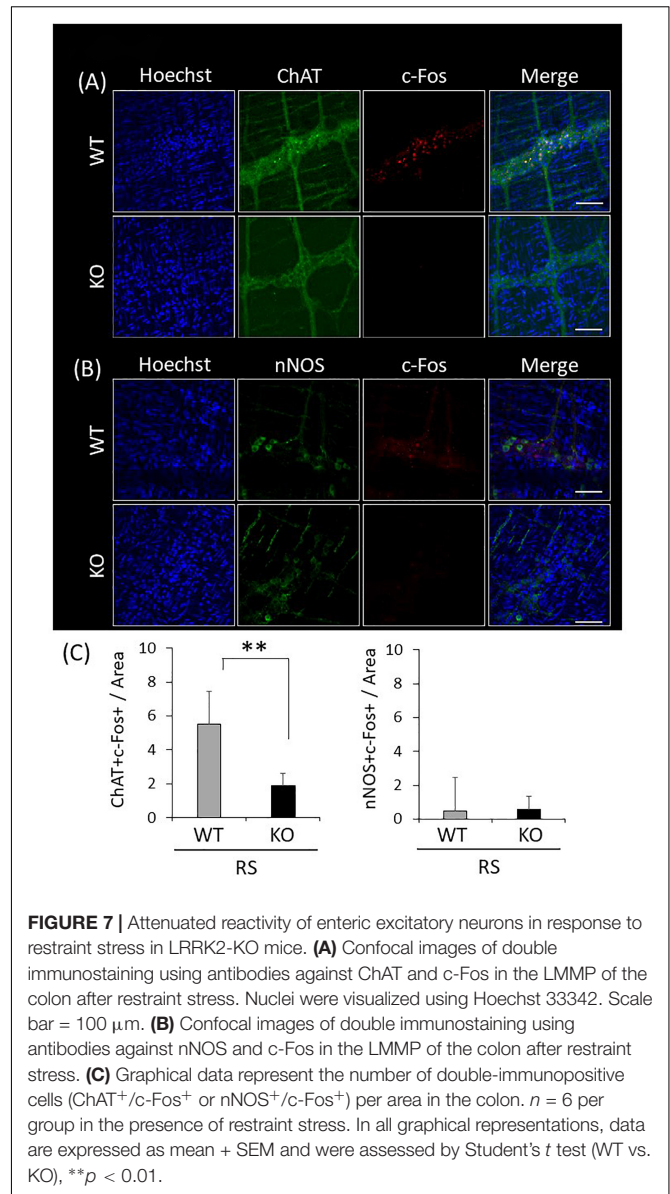 (A)
Hoechst ChAT c-Fos Merge
WT
KO
(B)
Hoechst nNOS c-Fos Merge
WT
KO
(C)
ChAT+c-Fos+ / Area
10
8
6
4
2
0
**
WT KO
RS
nNOS+c-Fos+ / Area
10
8
6
4
2
0
WT KO
RS
FIGURE 7 | Attenuated reactivity of enteric excitatory neurons in response to
restraint stress in LRRK2-KO mice. (A) Confocal images of double
immunostaining using antibodies against ChAT and c-Fos in the LMMP of the
colon after restraint stress. Nuclei were visualized using Hoechst 33342. Scale
bar = 100 μm. (B) Confocal images of double immunostaining using
antibodies against nNOS and c-Fos in the LMMP of the colon after restraint
stress. (C) Graphical data represent the number of double-immunopositive
cells (ChAT⁺/c-Fos⁺ or nNOS⁺/c-Fos⁺) per area in the colon. n = 6 per
group in the presence of restraint stress. In all graphical representations, data
are expressed as mean + SEM and were assessed by Student's t test (WT vs.
KO), **p < 0.01.